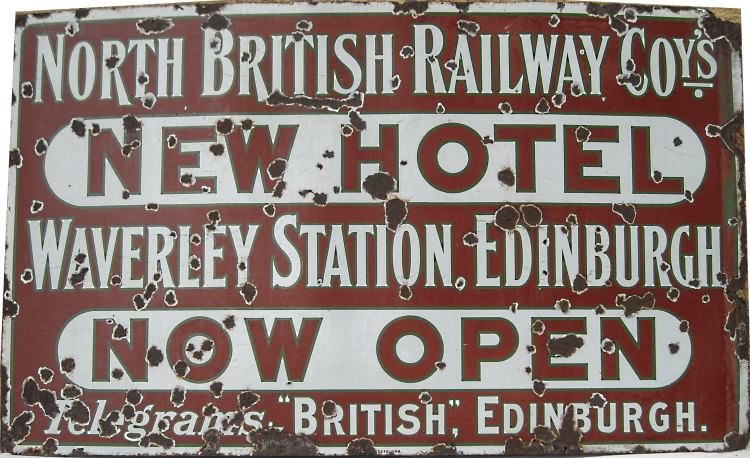 NORTH BRITISH RAILWAY COY'S
NEW HOTEL
WAVERLEY STATION, EDINBURGH
NOW OPEN
Telegrams:- "BRITISH", EDINBURGH.